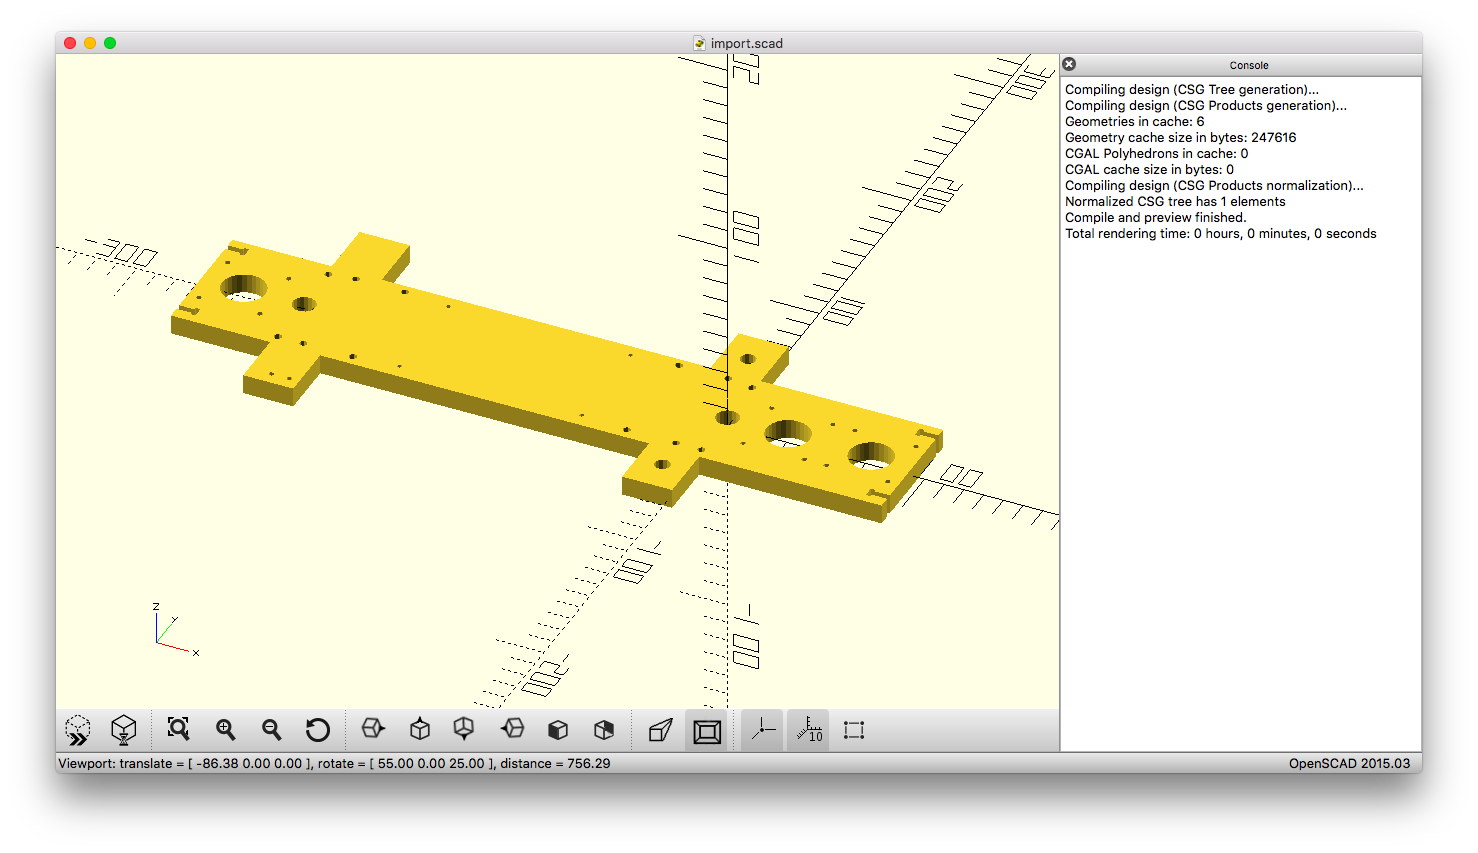 import.scad
Console
Compiling design (CSG Tree generation)...
Compiling design (CSG Products generation)...
Geometries in cache: 6
Geometry cache size in bytes: 247616
CGAL Polyhedrons in cache: 0
CGAL cache size in bytes: 0
Compiling design (CSG Products normalization)...
Normalized CSG tree has 1 elements
Compile and preview finished.
Total rendering time: 0 hours, 0 minutes, 0 seconds
-300
100
100
200
100
-100
-200
-100
Z
Y
X
10
Viewport: translate = [ -86.38 0.00 0.00 ], rotate = [ 55.00 0.00 25.00 ], distance = 756.29
OpenSCAD 2015.03